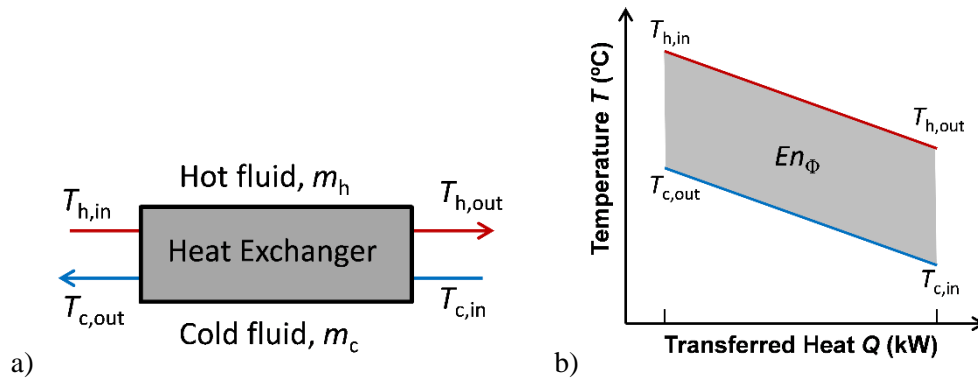 Hot fluid, mh
Th,in
Th,out
Heat Exchanger
Tc,out
Tc,in
Cold fluid, mc
a)
Temperature T (ºC)
Th,in
Th,out
EnΦ
Tc,out
Tc,in
Transferred Heat Q (kW)
b)